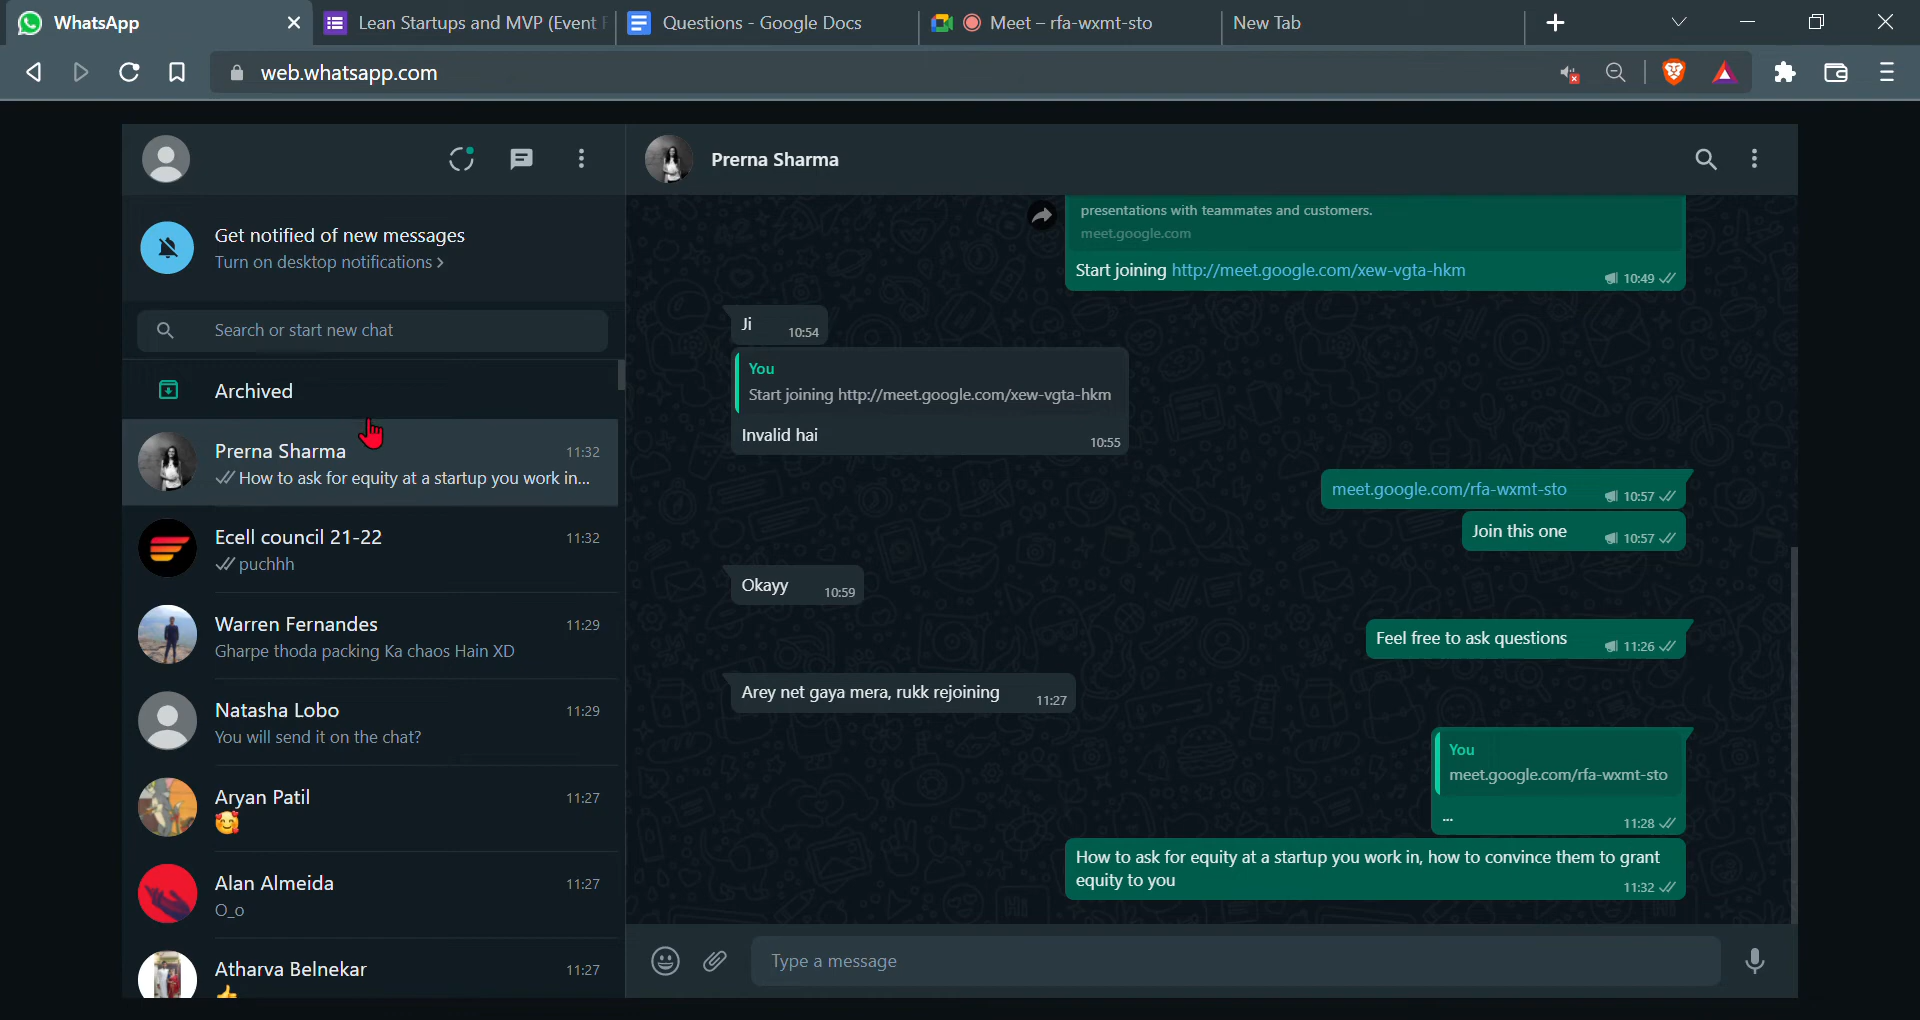 WhatsApp
Lean Startups and MVP (Event F
Questions - Google Docs
Meet – rfa-wxmt-sto
New Tab
web.whatsapp.com
Prerna Sharma
Get notified of new messages
Turn on desktop notifications >
Search or start new chat
Archived
Prerna Sharma
11:32
How to ask for equity at a startup you work in...
Ecell council 21-22
11:32
puchhh
Warren Fernandes
11:29
Gharpe thoda packing Ka chaos Hain XD
Natasha Lobo
11:29
You will send it on the chat?
Aryan Patil
11:27
🥰
Alan Almeida
11:27
O_o
Atharva Belnekar
11:27
👍
presentations with teammates and customers.
meet.google.com
Start joining http://meet.google.com/xew-vgta-hkm
10:49
Ji
10:54
You
Start joining http://meet.google.com/xew-vgta-hkm
Invalid hai
10:55
meet.google.com/rfa-wxmt-sto
10:57
Join this one
10:57
Okayy
10:59
Feel free to ask questions
11:26
Arey net gaya mera, rukk rejoining
11:27
You
meet.google.com/rfa-wxmt-sto
...
11:28
How to ask for equity at a startup you work in, how to convince them to grant
equity to you
11:32
Type a message